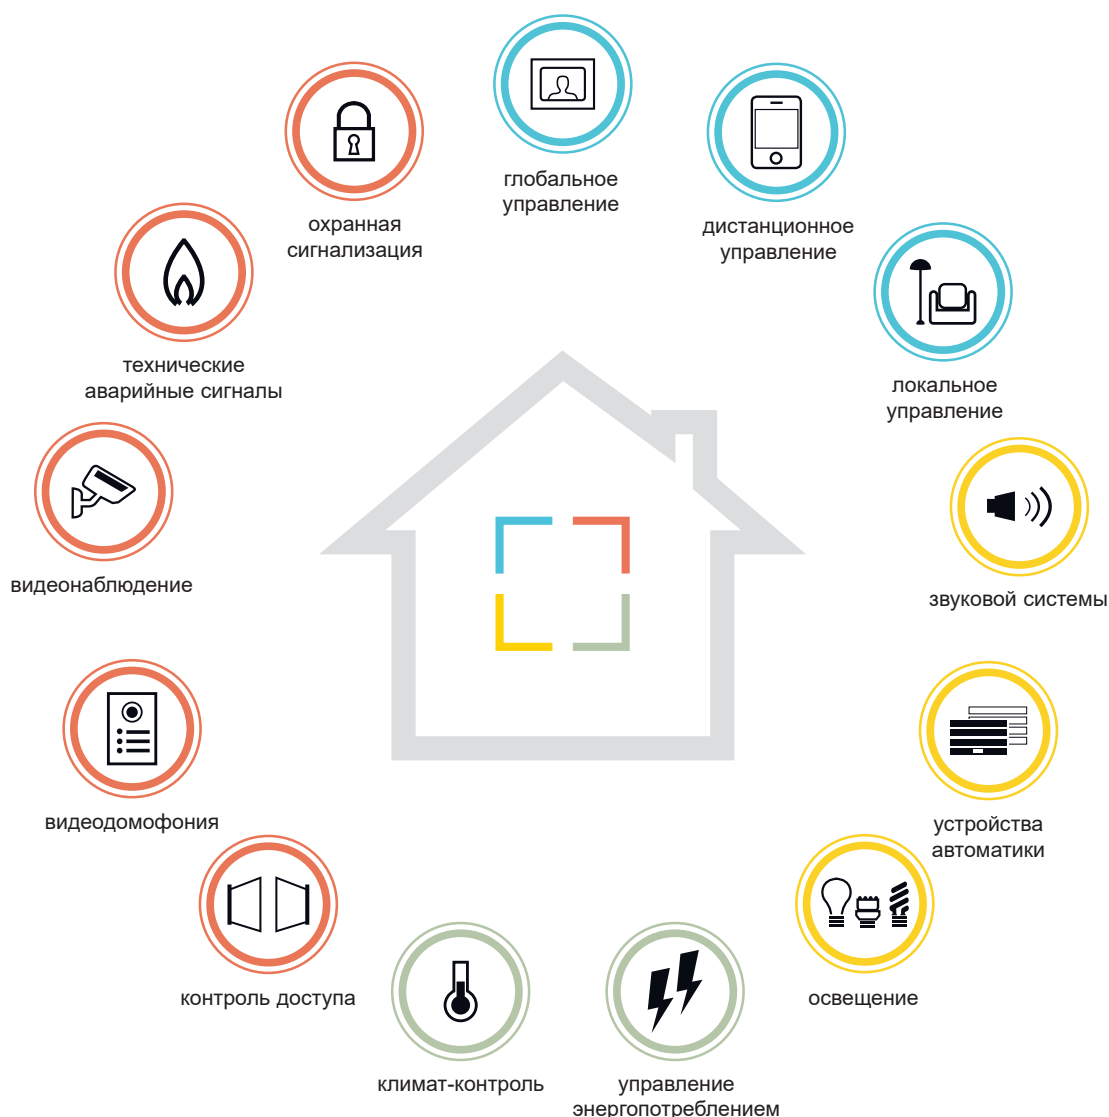 глобальное
управление
охранная
сигнализация
дистанционное
управление
технические
аварийные сигналы
локальное
управление
видеонаблюдение
звуковой системы
видеодомофония
устройства
автоматики
контроль доступа
освещение
климат-контроль
управление
энергопотреблением